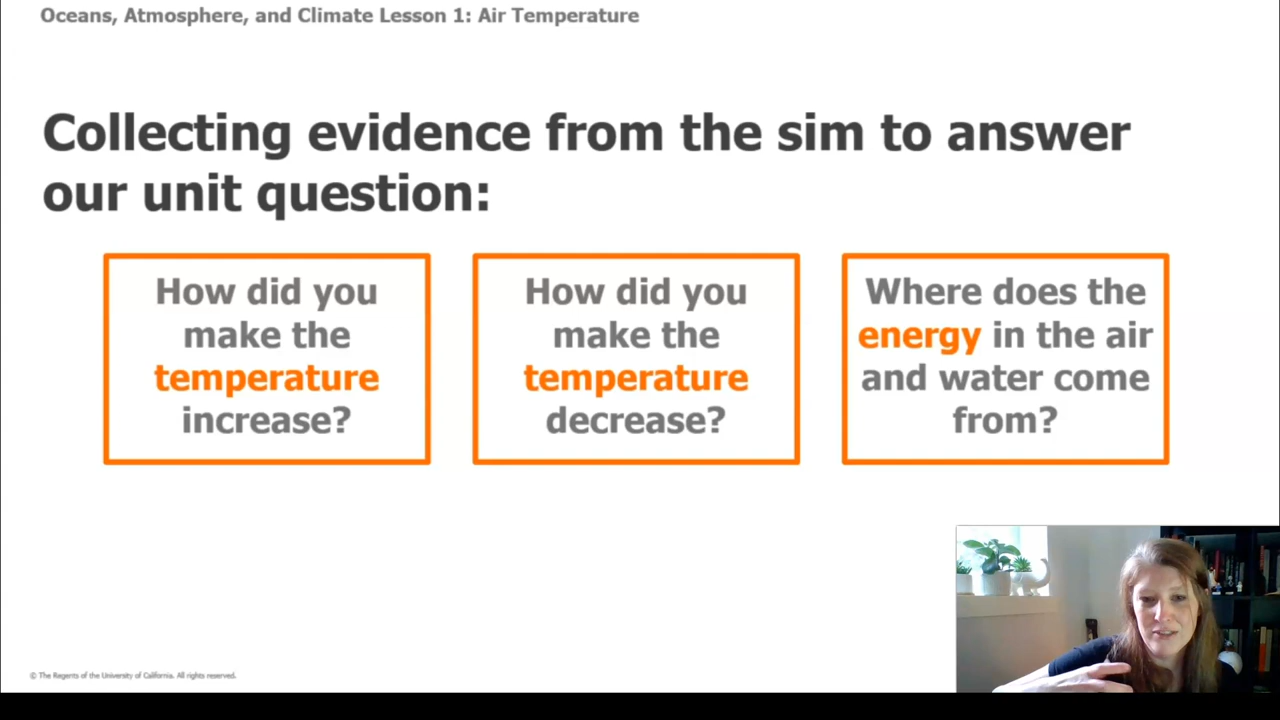 Oceans, Atmosphere, and Climate Lesson 1: Air Temperature
Collecting evidence from the sim to answer
our unit question:
How did you
make the
temperature
increase?
How did you
make the
temperature
decrease?
Where does the
energy in the air
and water come
from?
© The Regents of the University of California. All rights reserved.